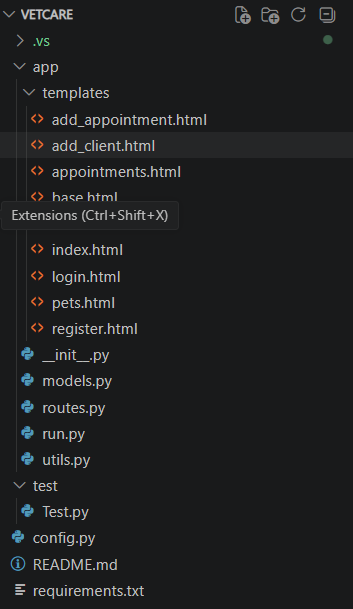 VETCARE
.vs
app
templates
add_appointment.html
add_client.html
appointments.html
base.html
Extensions (Ctrl+Shift+X)
index.html
login.html
pets.html
register.html
__init__.py
models.py
routes.py
run.py
utils.py
test
Test.py
config.py
README.md
requirements.txt